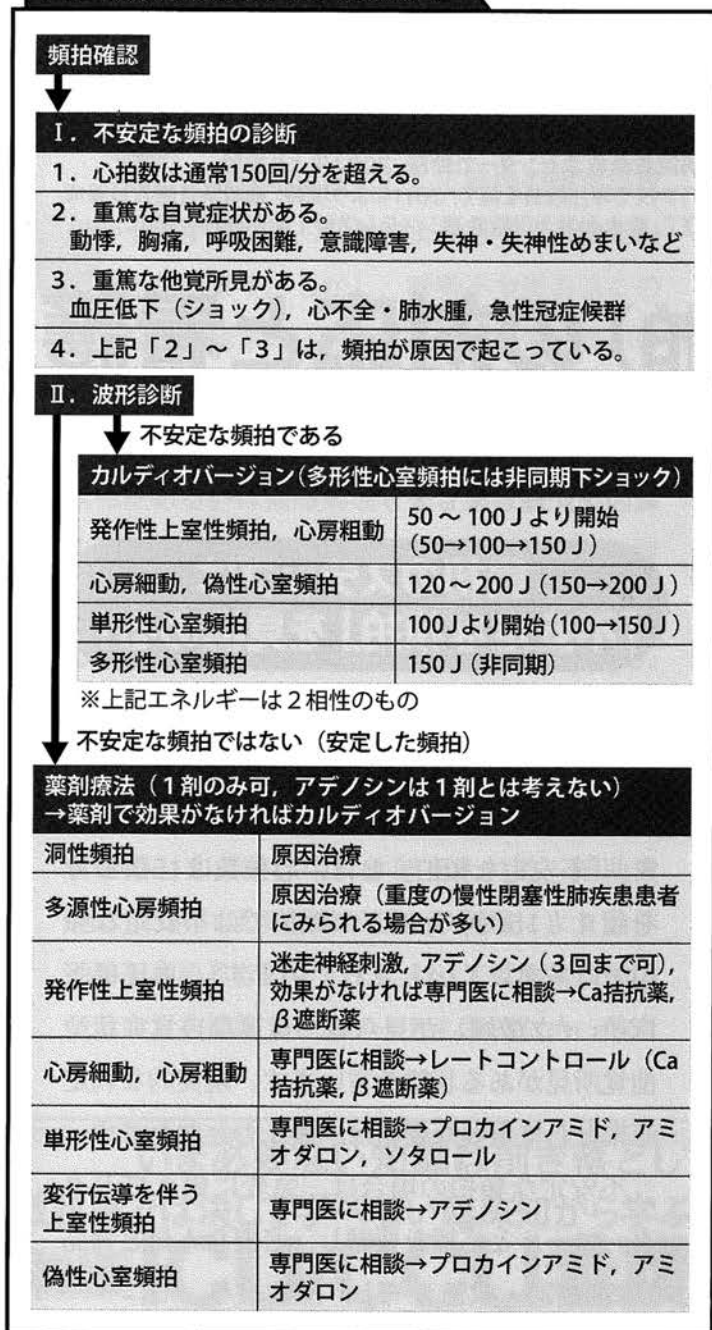 頻拍確認
Ⅰ．不安定な頻拍の診断
1．心拍数は通常150回/分を超える。
2．重篤な自覚症状がある。
動悸，胸痛，呼吸困難，意識障害，失神・失神性めまいなど
3．重篤な他覚所見がある。
血圧低下（ショック），心不全・肺水腫，急性冠症候群
4．上記「2」～「3」は，頻拍が原因で起こっている。
Ⅱ．波形診断
不安定な頻拍である
カルディオバージョン（多形性心室頻拍には非同期下ショック）
発作性上室性頻拍，心房粗動
50～100Jより開始
（50→100→150J）
心房細動，偽性心室頻拍
120～200J（150→200J）
単形性心室頻拍
100Jより開始（100→150J）
多形性心室頻拍
150J（非同期）
※上記エネルギーは2相性のもの
不安定な頻拍ではない（安定した頻拍）
薬剤療法（1剤のみ可，アデノシンは1剤とは考えない）
→薬剤で効果がなければカルディオバージョン
洞性頻拍
原因治療
多源性心房頻拍
原因治療（重度の慢性閉塞性肺疾患患者
にみられる場合が多い）
発作性上室性頻拍
迷走神経刺激，アデノシン（3回まで可），
効果がなければ専門医に相談→Ca拮抗薬，
β遮断薬
心房細動，心房粗動
専門医に相談→レートコントロール（Ca
拮抗薬，β遮断薬）
単形性心室頻拍
専門医に相談→プロカインアミド，アミ
オダロン，ソタロール
変行伝導を伴う
上室性頻拍
専門医に相談→アデノシン
偽性心室頻拍
専門医に相談→プロカインアミド，アミ
オダロン